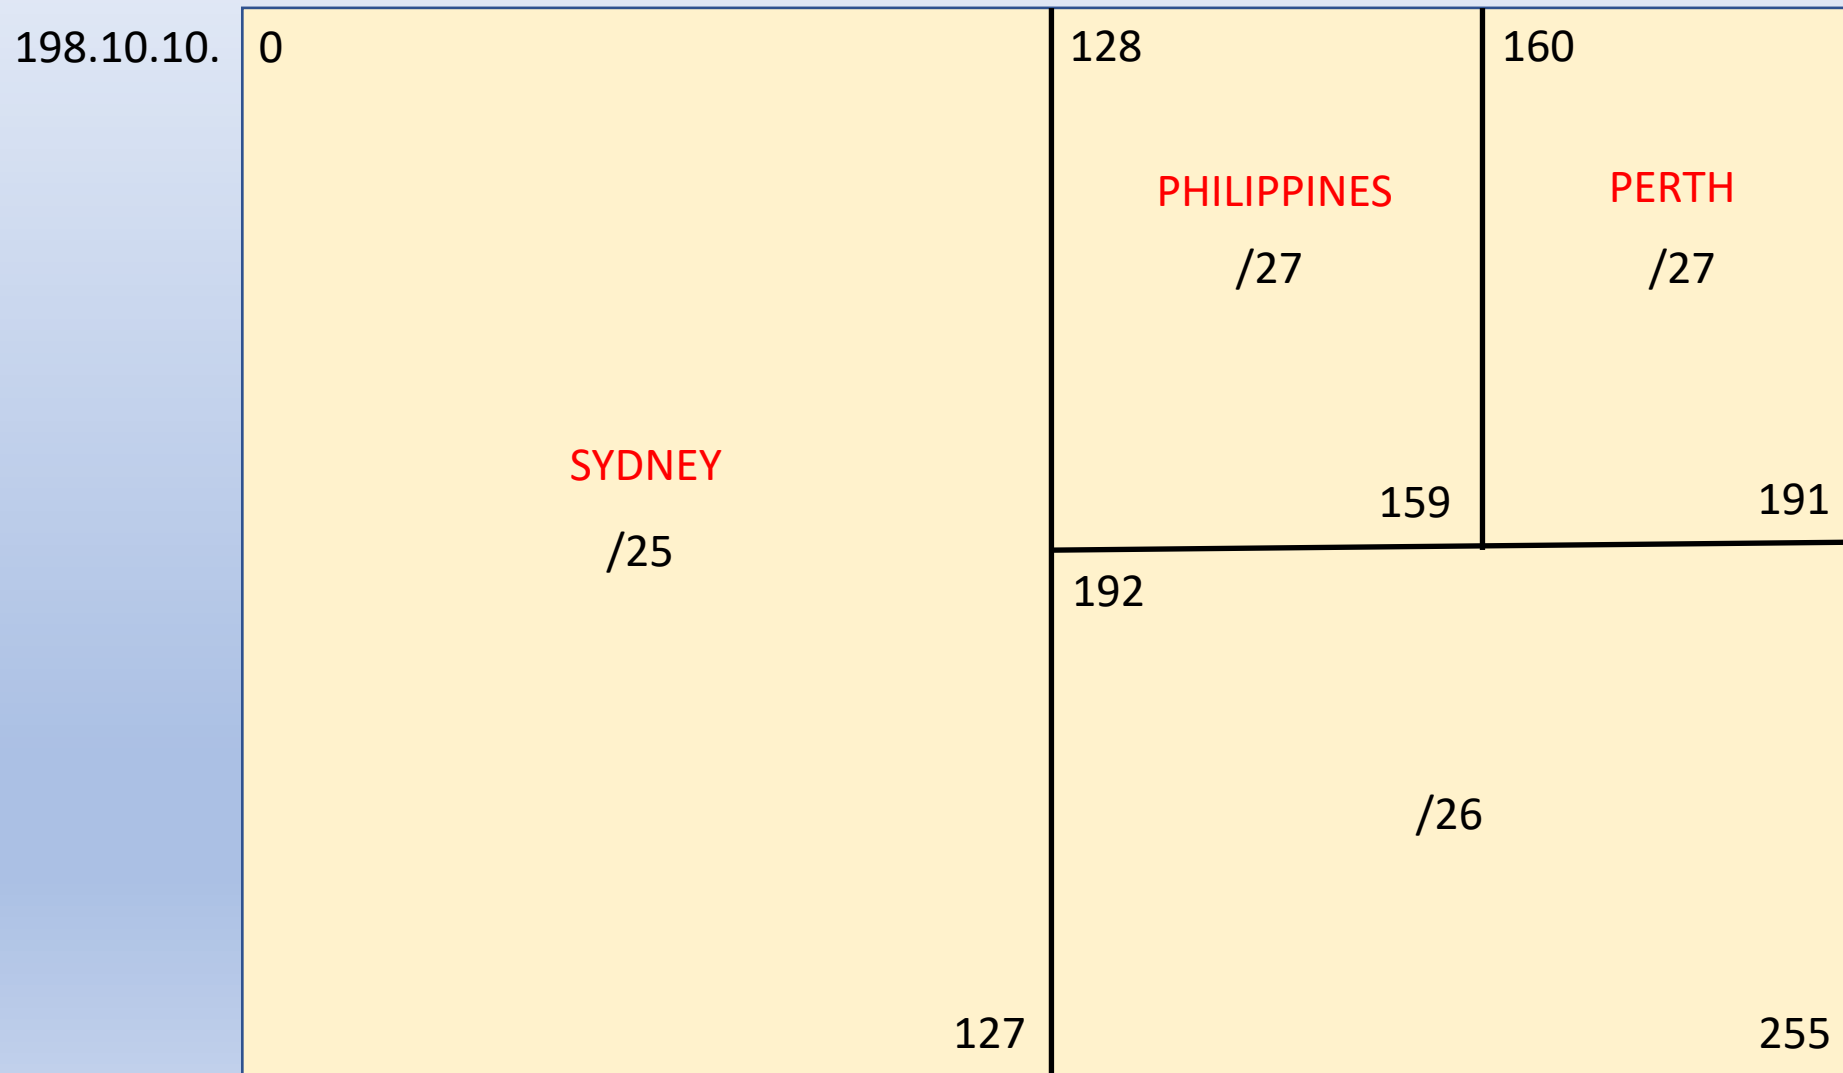 198.10.10. 0 128 160
PHILIPPINES PERTH
/27 /27
SYDNEY
159 191
/25
192
/26
127 255